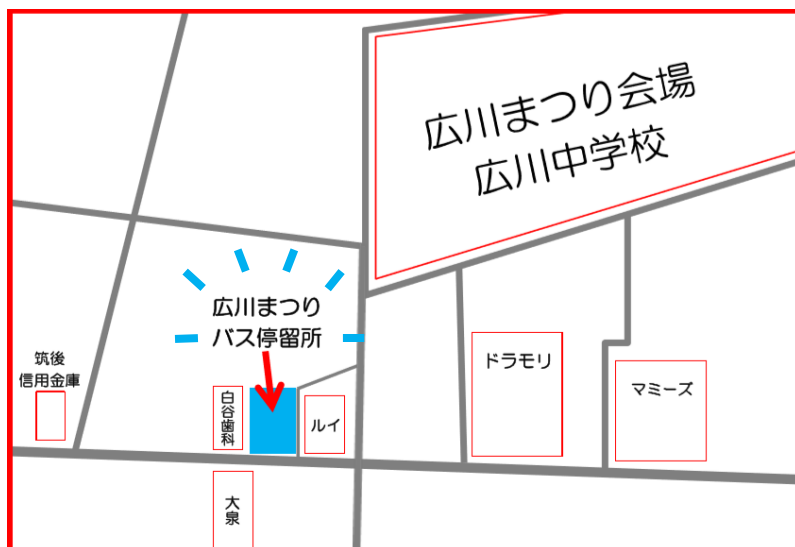 広川まつり会場
広川中学校
広川まつり
バス停留所
筑後
信用金庫
白谷歯科
ルイ
ドラモリ
マミーズ
大泉